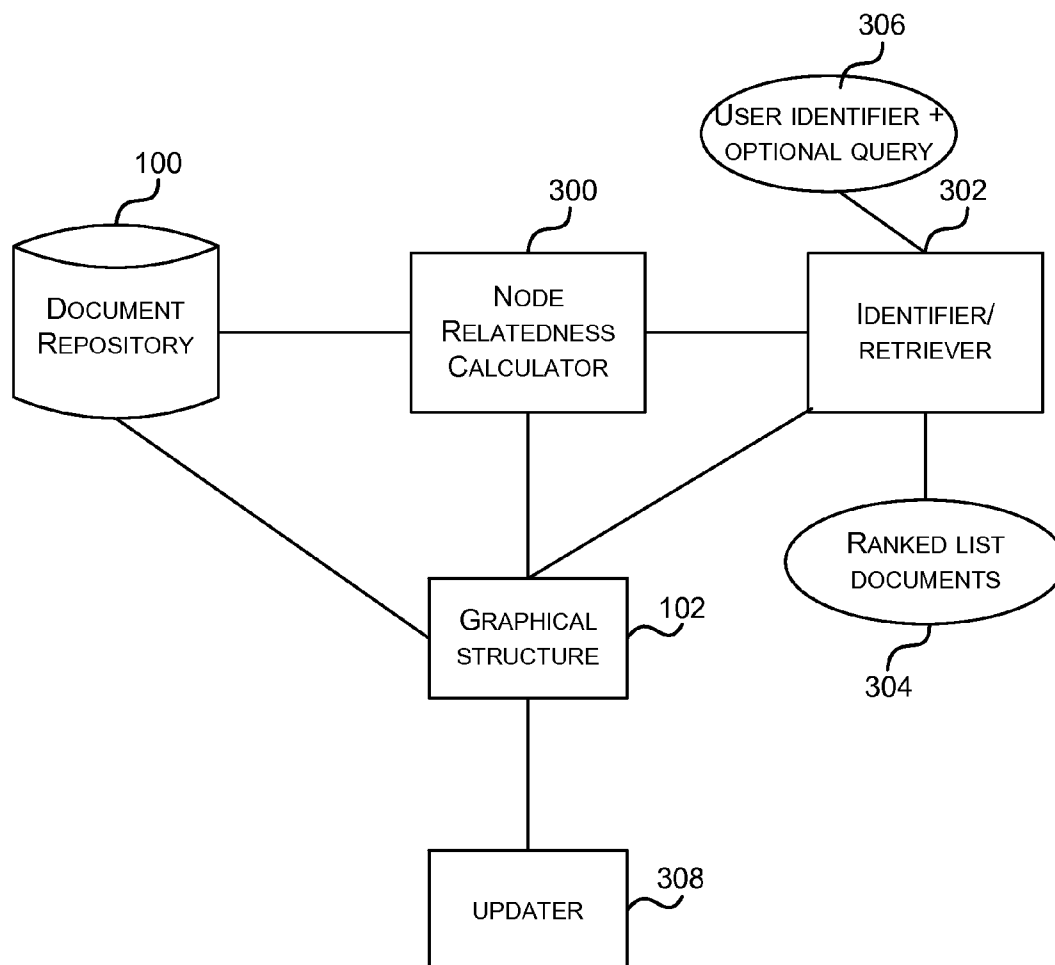 306
USER IDENTIFIER +
OPTIONAL QUERY
100
300
302
DOCUMENT
REPOSITORY
NODE
RELATEDNESS
CALCULATOR
IDENTIFIER/
RETRIEVER
RANKED LIST
DOCUMENTS
304
GRAPHICAL
STRUCTURE
102
UPDATER
308